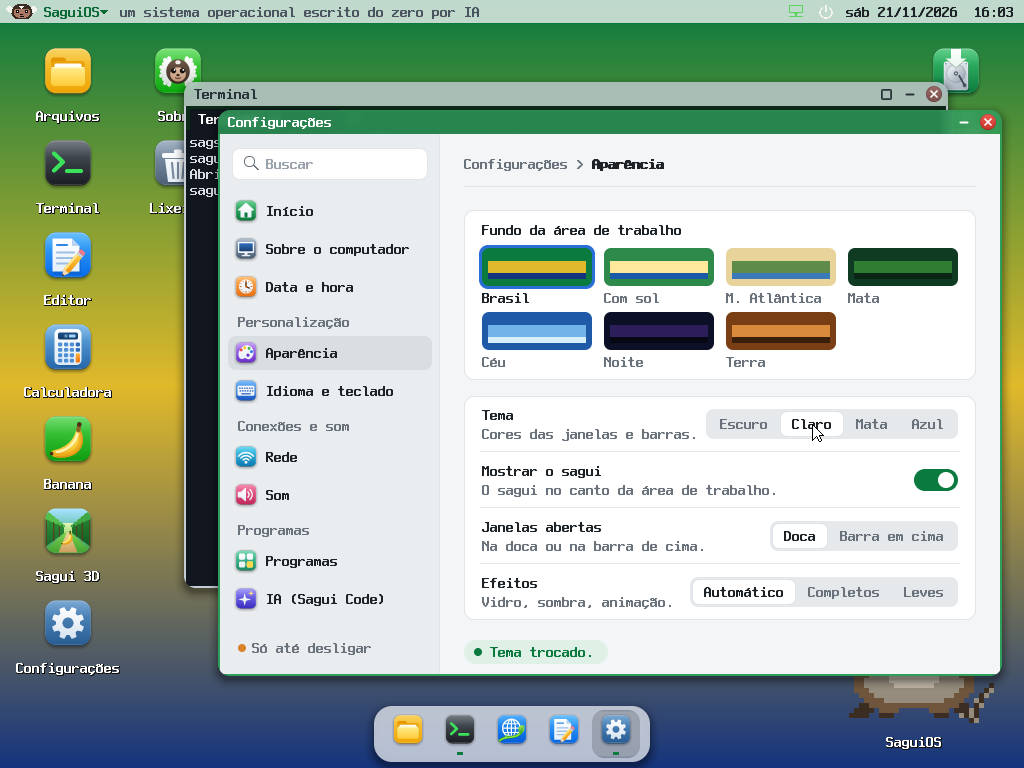 SaguiOS▾ um sistema operacional escrito do zero por IA
sáb 21/11/2026 16:03
Arquivos
Terminal
Editor
Calculadora
Banana
Sagui 3D
Configurações
Terminal
Configurações
Buscar
Início
Sobre o computador
Data e hora
Personalização
Aparência
Idioma e teclado
Conexões e som
Rede
Som
Programas
Programas
IA (Sagui Code)
Só até desligar
Configurações > Aparência
Fundo da área de trabalho
Brasil Com sol M. Atlântica Mata
Céu Noite Terra
Tema
Cores das janelas e barras.
Escuro Claro Mata Azul
Mostrar o sagui
O sagui no canto da área de trabalho.
Janelas abertas
Na doca ou na barra de cima.
Doca Barra em cima
Efeitos
Vidro, sombra, animação.
Automático Completos Leves
Tema trocado.
SaguiOS